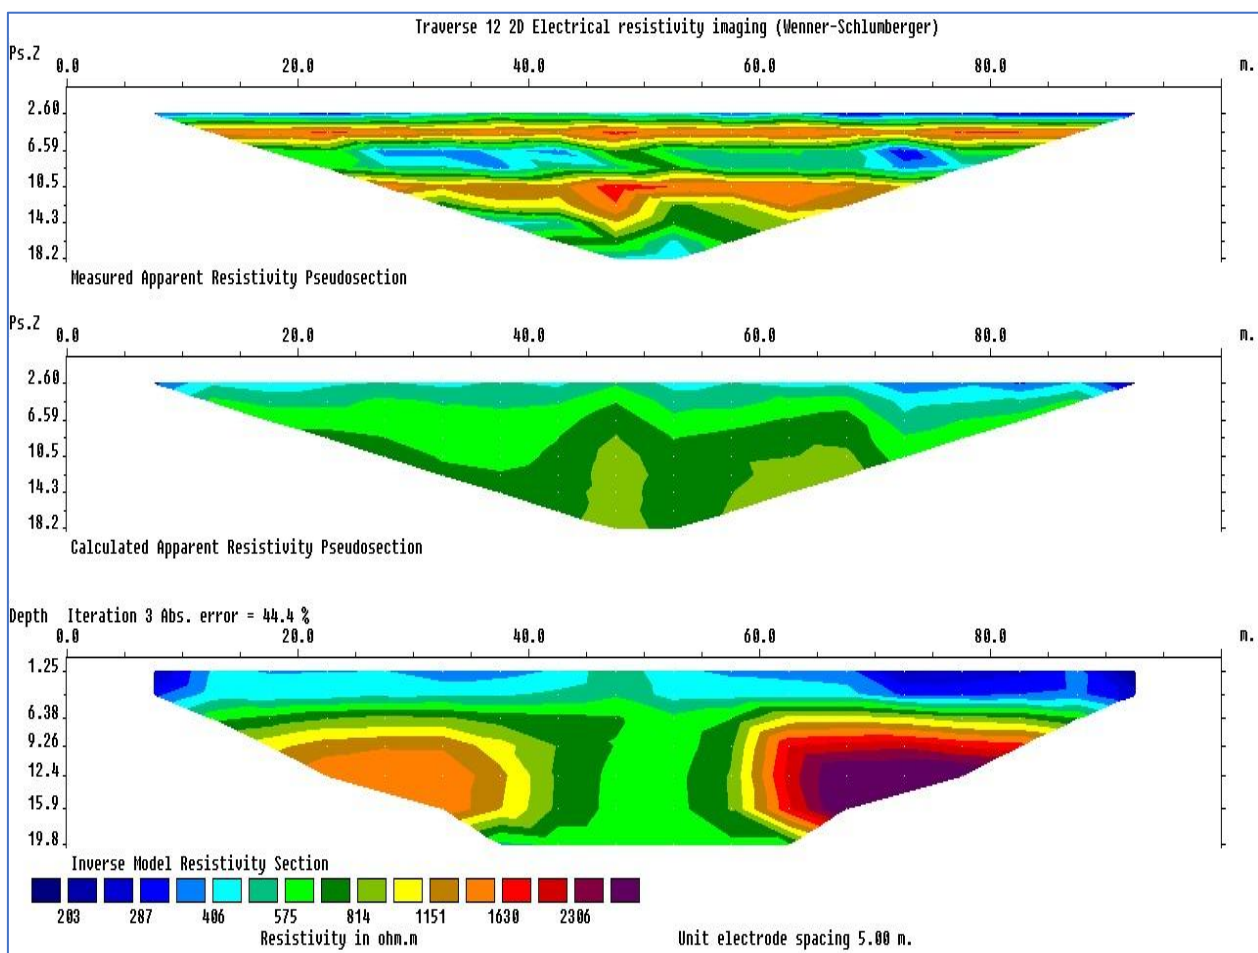 Traverse 12 2D Electrical resistivity imaging (Wenner-Schlumberger)
Ps.Z 0.0 20.0 40.0 60.0 80.0 m.
2.60
6.59
10.5
14.3
18.2
Measured Apparent Resistivity Pseudosection
Ps.Z 0.0 20.0 40.0 60.0 80.0 m.
2.60
6.59
10.5
14.3
18.2
Calculated Apparent Resistivity Pseudosection
Depth Iteration 3 Abs. error = 44.4 %
0.0 20.0 40.0 60.0 80.0 m.
1.25
6.38
9.26
12.4
15.9
19.8
Inverse Model Resistivity Section
203 287 406 575 814 1151 1630 2306
Resistivity in ohm.m Unit electrode spacing 5.00 m.